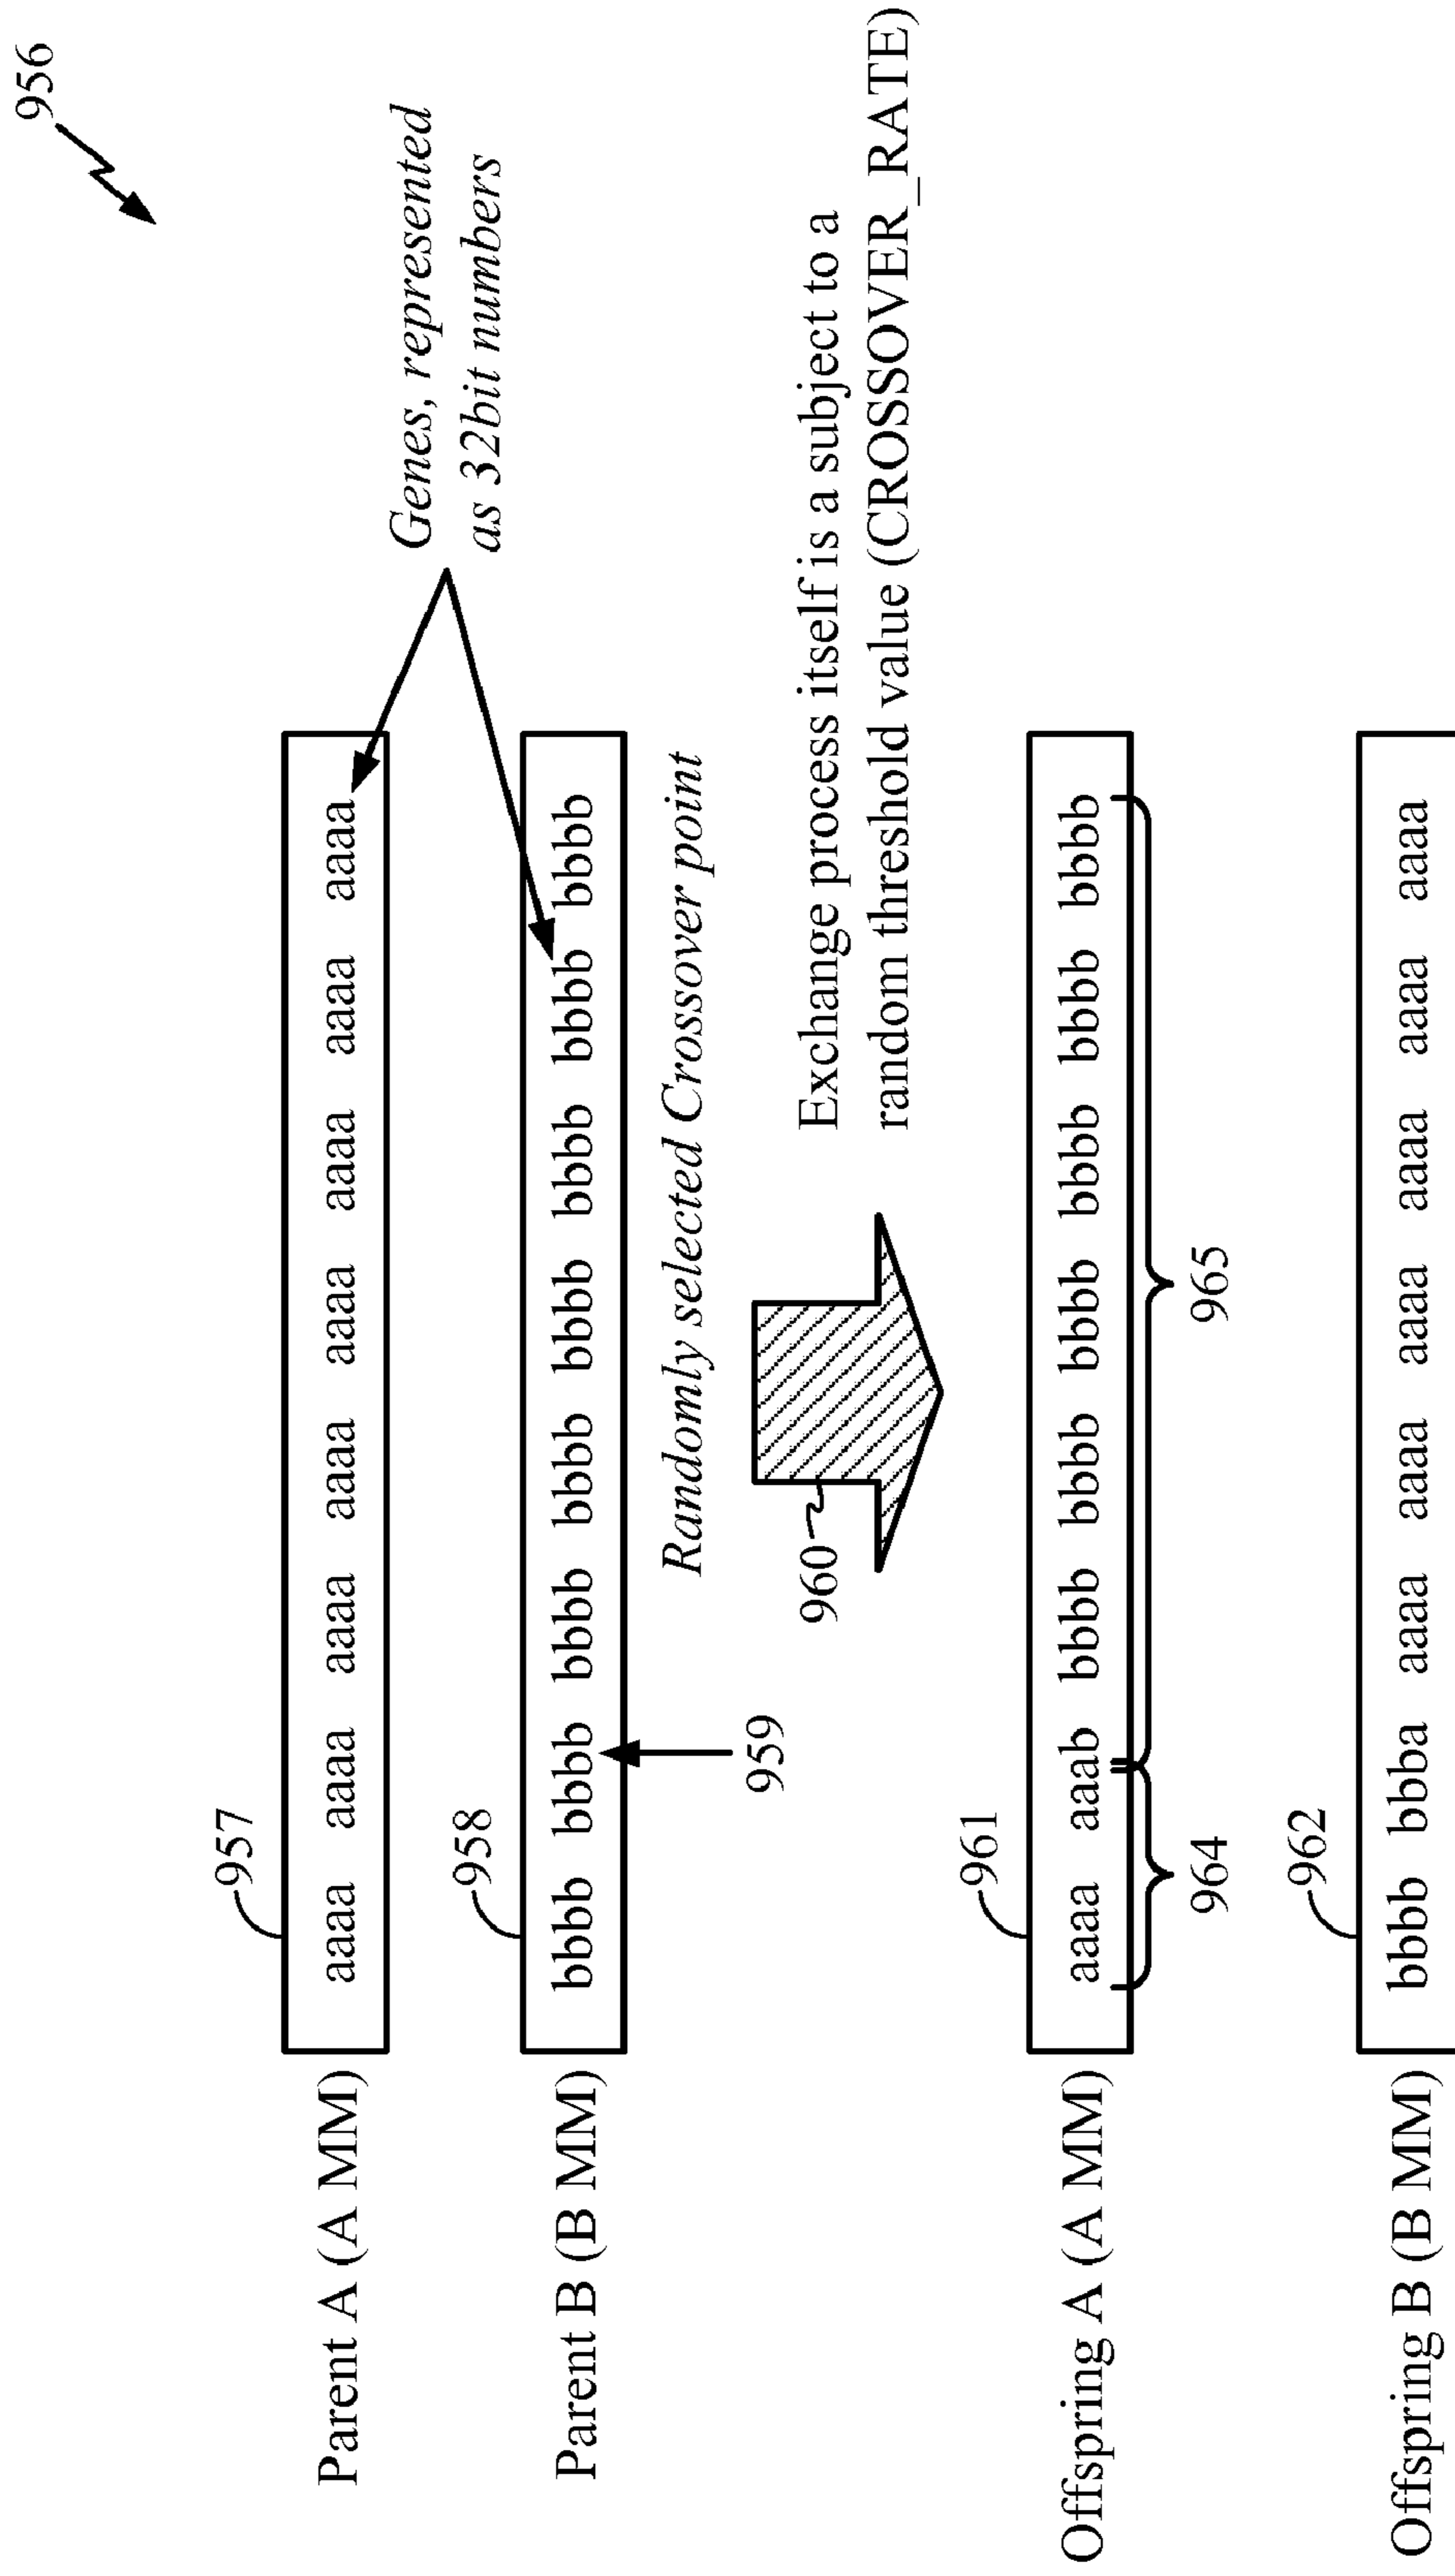 956
957
Parent A (A MM) aaaa aaaa aaaa aaaa aaaa aaaa aaaa aaaa
Genes, represented
as 32bit numbers
958
Parent B (B MM) bbbb bbbb bbbb bbbb bbbb bbbb bbbb bbbb
Randomly selected Crossover point
959
960
Exchange process itself is a subject to a
random threshold value (CROSSOVER_RATE)
961
Offspring A (A MM) aaaa aaab bbbb bbbb bbbb bbbb bbbb bbbb
964 965
962
Offspring B (B MM) bbbb bbba aaaa aaaa aaaa aaaa aaaa aaaa